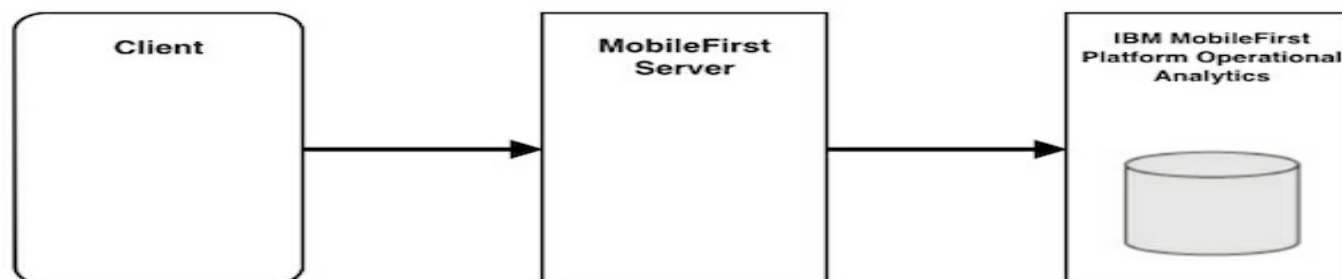 Client
MobileFirst
Server
IBM MobileFirst
Platform Operational
Analytics